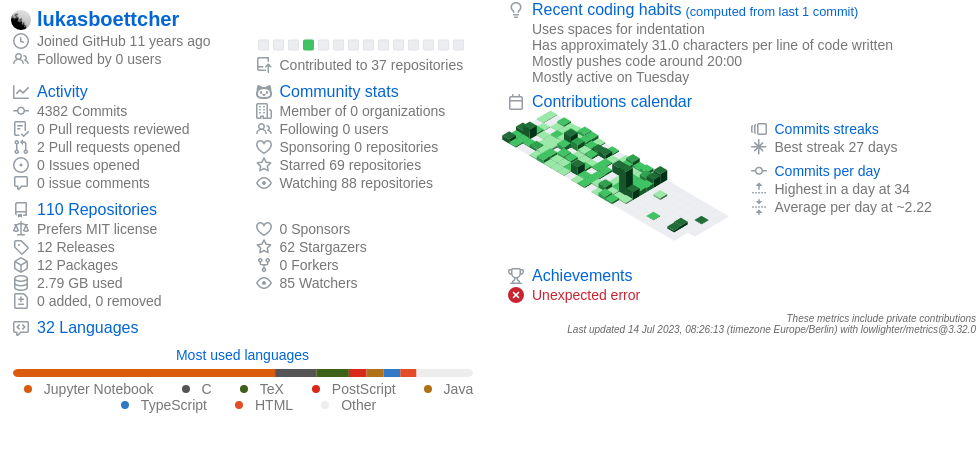 lukasboettcher
Joined GitHub 11 years ago
Followed by 0 users
Contributed to 37 repositories
Activity
4382 Commits
0 Pull requests reviewed
2 Pull requests opened
0 Issues opened
0 issue comments
Community stats
Member of 0 organizations
Following 0 users
Sponsoring 0 repositories
Starred 69 repositories
Watching 88 repositories
110 Repositories
Prefers MIT license
12 Releases
12 Packages
2.79 GB used
0 added, 0 removed
0 Sponsors
62 Stargazers
0 Forkers
85 Watchers
32 Languages
Most used languages
Jupyter Notebook C TeX PostScript Java
TypeScript HTML Other
Recent coding habits (computed from last 1 commit)
Uses spaces for indentation
Has approximately 31.0 characters per line of code written
Mostly pushes code around 20:00
Mostly active on Tuesday
Contributions calendar
Commits streaks
Best streak 27 days
Commits per day
Highest in a day at 34
Average per day at ~2.22
Achievements
Unexpected error
These metrics include private contributions
Last updated 14 Jul 2023, 08:26:13 (timezone Europe/Berlin) with lowlighter/metrics@3.32.0